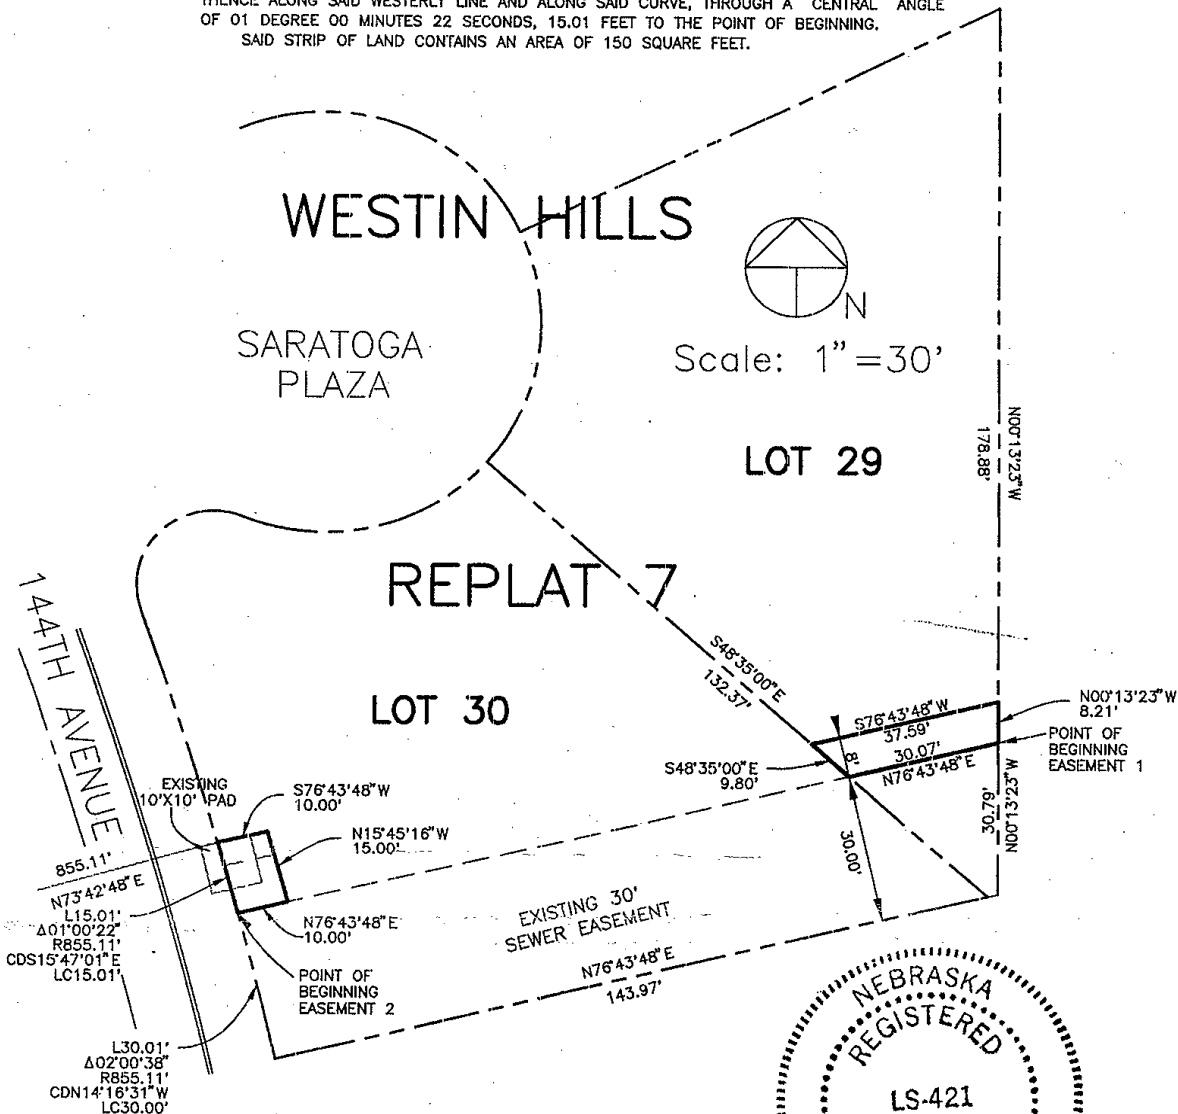 THENCE ALONG SAID WESTERLY LINE AND ALONG SAID CURVE, THROUGH A CENTRAL ANGLE
OF 01 DEGREE 00 MINUTES 22 SECONDS, 15.01 FEET TO THE POINT OF BEGINNING.
SAID STRIP OF LAND CONTAINS AN AREA OF 150 SQUARE FEET.
WESTIN HILLS
N
SARATOGA
PLAZA
Scale: 1"=30'
N00°13'23"W
178.88'
LOT 29
REPLAT 7
144TH AVENUE
S48°35'00"E
132.37'
LOT 30
S76°43'48"W
37.59'
N00°13'23"W
8.21'
POINT OF
BEGINNING
EASEMENT 1
8'
30.07'
N76°43'48"E
S48°35'00"E
9.80'
30.79'
N00°13'23"W
EXISTING
10'X10' PAD
S76°43'48"W
10.00'
N15°45'16"W
15.00'
30.00'
855.11'
N73°42'48"E
L15.01'
Δ01°00'22"
R855.11'
CDS15°47'01"E
LC15.01'
N76°43'48"E
10.00'
EXISTING 30'
SEWER EASEMENT
POINT OF
BEGINNING
EASEMENT 2
N76°43'48"E
143.97'
L30.01'
Δ02°00'38"
R855.11'
CDN14°16'31"W
LC30.00'
NEBRASKA
REGISTERED
LS-421